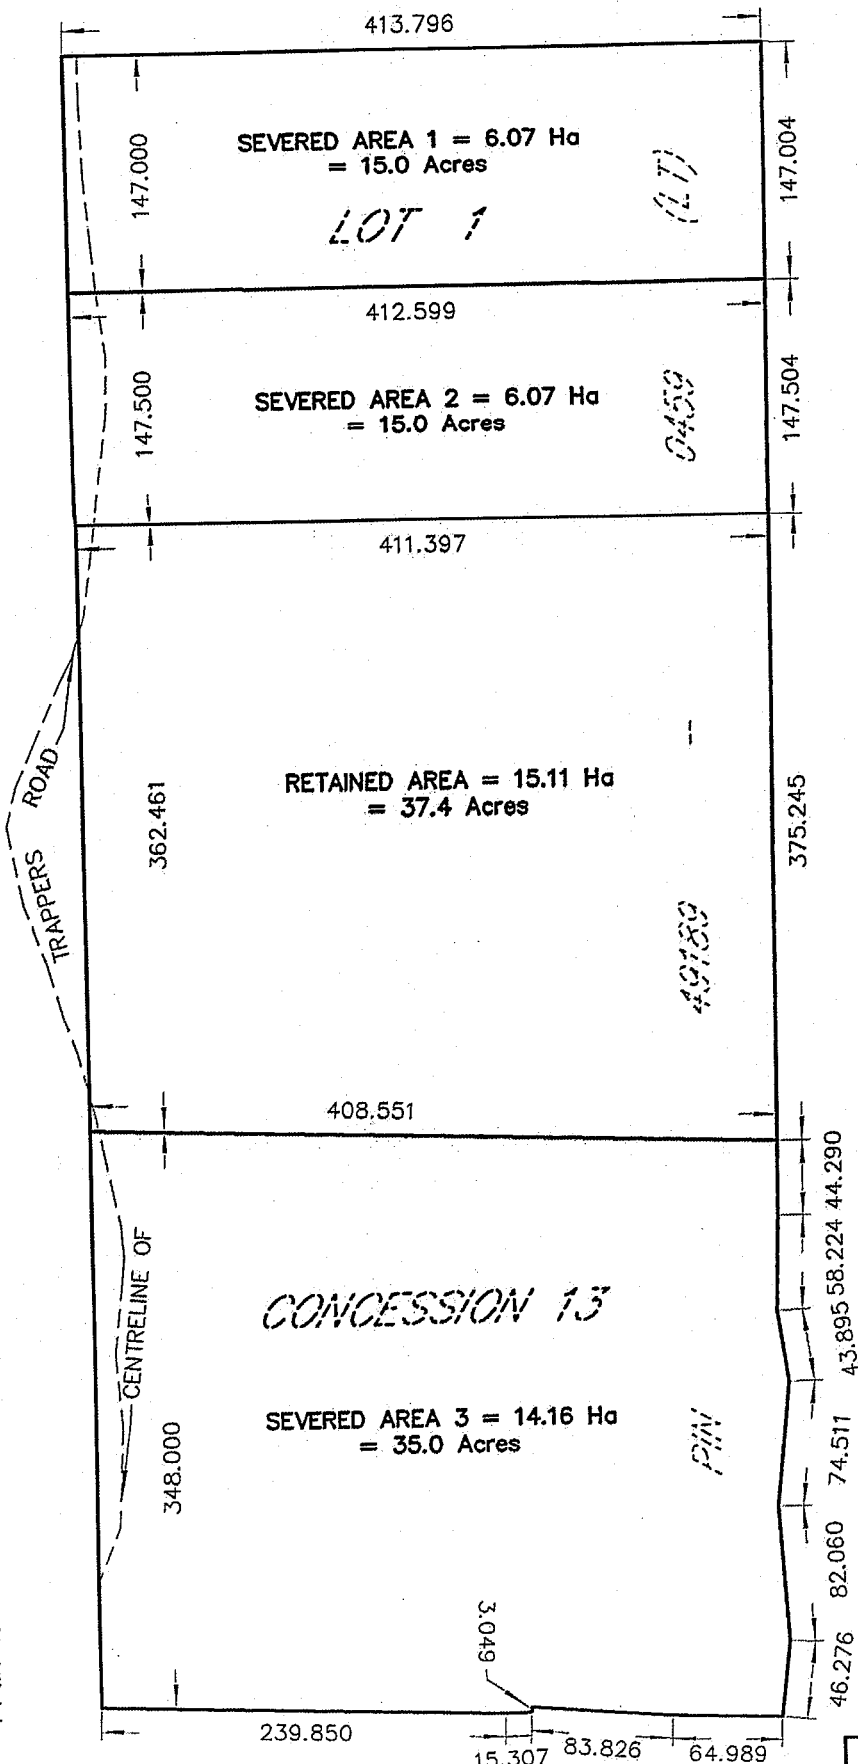 413.796
147.000
SEVERED AREA 1 = 6.07 Ha
= 15.0 Acres
147.004
LOT 1
(LT)
412.599
147.500
SEVERED AREA 2 = 6.07 Ha
= 15.0 Acres
0459
147.504
411.397
TRAPPERS ROAD
362.461
RETAINED AREA = 15.11 Ha
= 37.4 Acres
--
375.245
49189
408.551
44.290
58.224
43.895
CENTRELINE OF
CONCESSION 13
348.000
SEVERED AREA 3 = 14.16 Ha
= 35.0 Acres
PIN
74.511
82.060
46.276
3.049
239.850
15.307
83.826
64.989